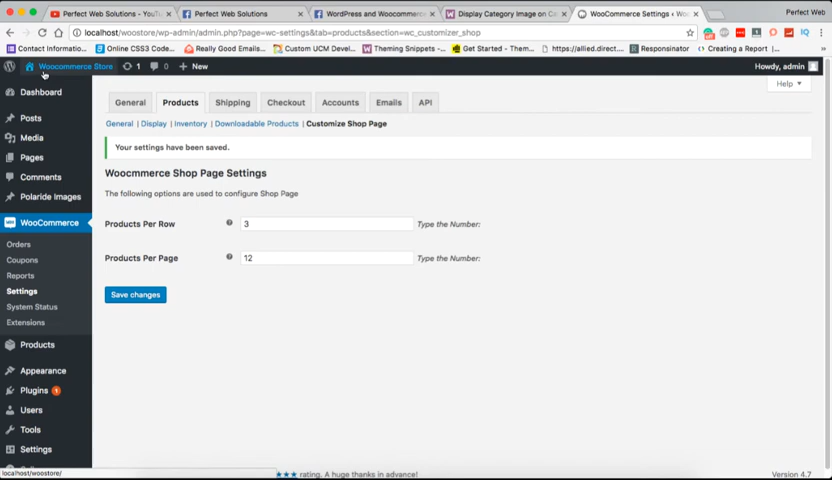 Perfect Web Solutions - YouTu
Perfect Web Solutions
WordPress and Woocommerc
Display Category Image on Ca
WooCommerce Settings ‹ Wo
Perfect Web
localhost/woostore/wp-admin/admin.php?page=wc-settings&tab=products&section=wc_customizer_shop
Contact Informatio...
Online CSS3 Code...
Really Good Emails...
Custom UCM Devel...
Theming Snippets -...
Get Started - Them...
https://allied.direct....
Responsinator
Creating a Report |...
Woocommerce Store
1
0
+ New
Howdy, admin
Help
Dashboard
Posts
Media
Pages
Comments
Polaride Images
WooCommerce
Orders
Coupons
Reports
Settings
System Status
Extensions
Products
Appearance
Plugins 1
Users
Tools
Settings
General
Products
Shipping
Checkout
Accounts
Emails
API
General | Display | Inventory | Downloadable Products | Customize Shop Page
Your settings have been saved.
Woocmmerce Shop Page Settings
The following options are used to configure Shop Page
Products Per Row
3
Type the Number:
Products Per Page
12
Type the Number:
Save changes
localhost/woostore/
★★★ rating. A huge thanks in advance!
Version 4.7